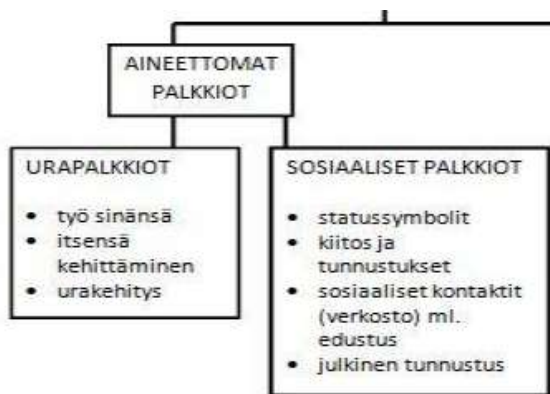 AINEETTOMAT
PALKKIOT
URAPALKKIOT
• työ sinänsä
• itsensä
kehittäminen
• urakehitys
SOSIAALISET PALKKIOT
• statussymbolit
• kiitos ja
tunnustukset
• sosiaaliset kontaktit
(verkosto) ml.
edustus
• julkinen tunnustus